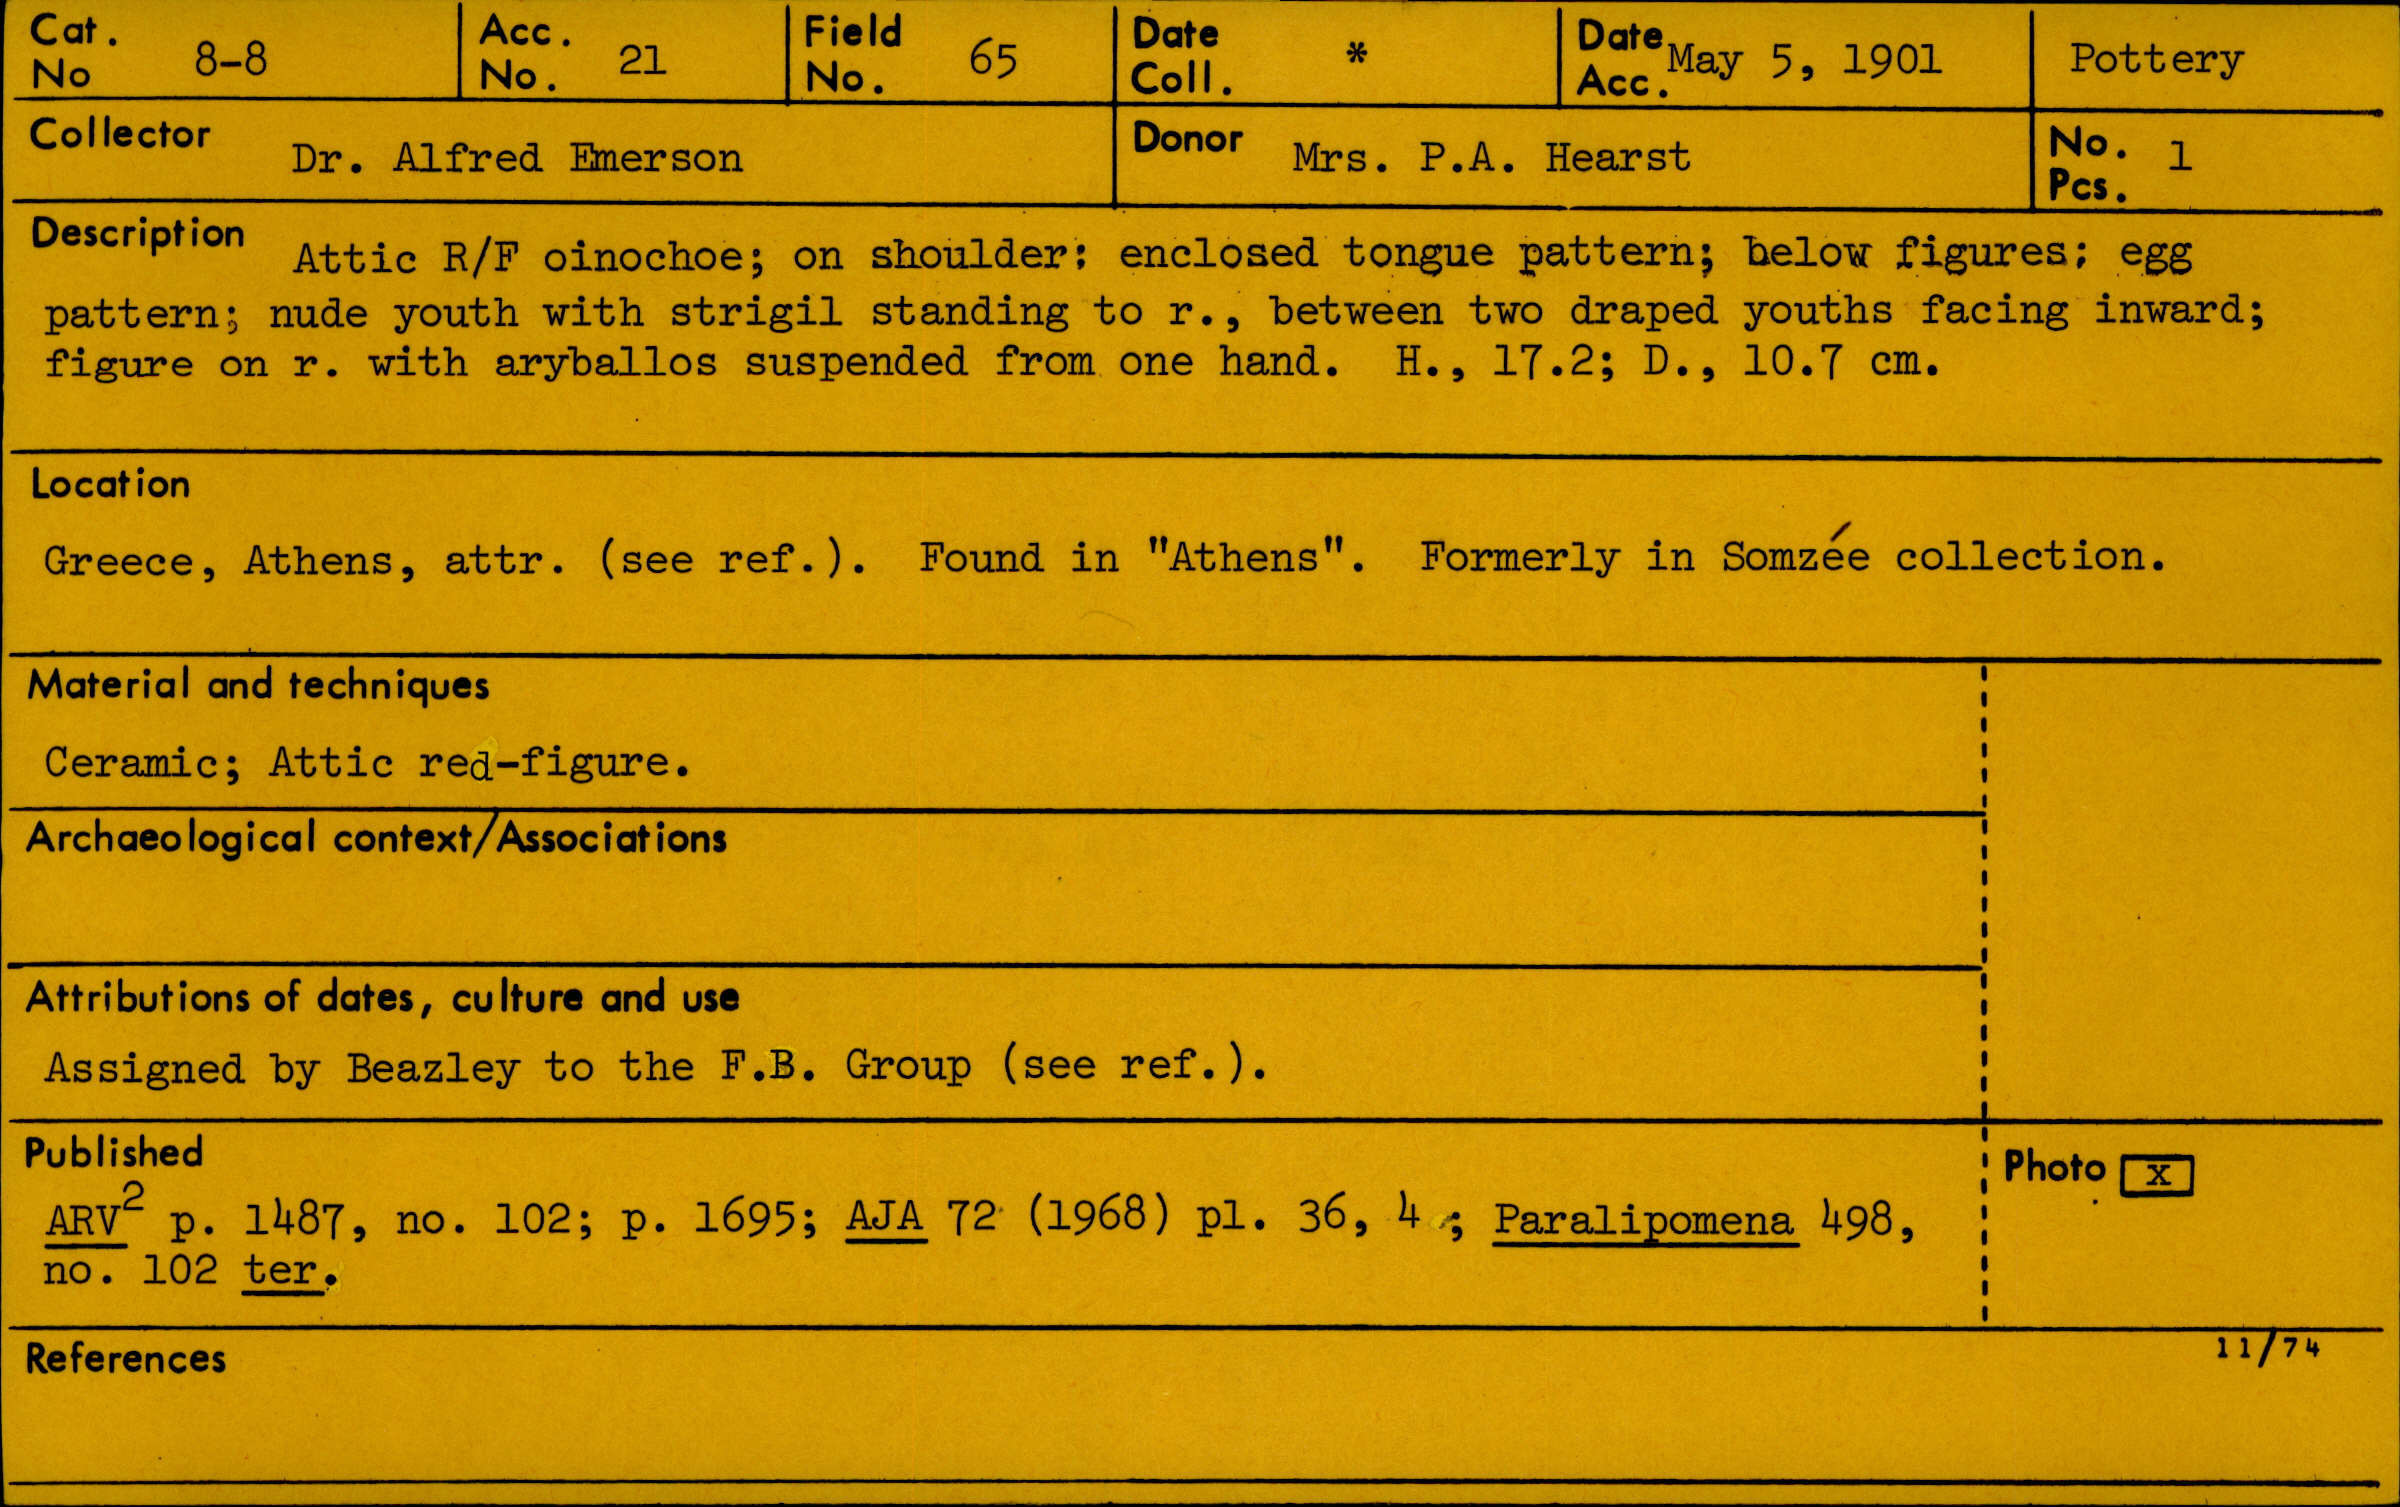 Cat. No 8-8 Acc. No. 21 Field No. 65 Date Coll. * Date Acc. May 5, 1901 Pottery
Collector Dr. Alfred Emerson Donor Mrs. P.A. Hearst No. Pcs. 1
Description Attic R/F oinochoe; on shoulder: enclosed tongue pattern; below figures: egg
pattern; nude youth with strigil standing to r., between two draped youths facing inward;
figure on r. with aryballos suspended from one hand. H., 17.2; D., 10.7 cm.
Location
Greece, Athens, attr. (see ref.). Found in "Athens". Formerly in Somzée collection.
Material and techniques
Ceramic; Attic red-figure.
Archaeological context/Associations
Attributions of dates, culture and use
Assigned by Beazley to the F.B. Group (see ref.).
Published
Photo x
ARV² p. 1487, no. 102; p. 1695; AJA 72 (1968) pl. 36, 4 ; Paralipomena 498,
no. 102 ter.
References
11/74